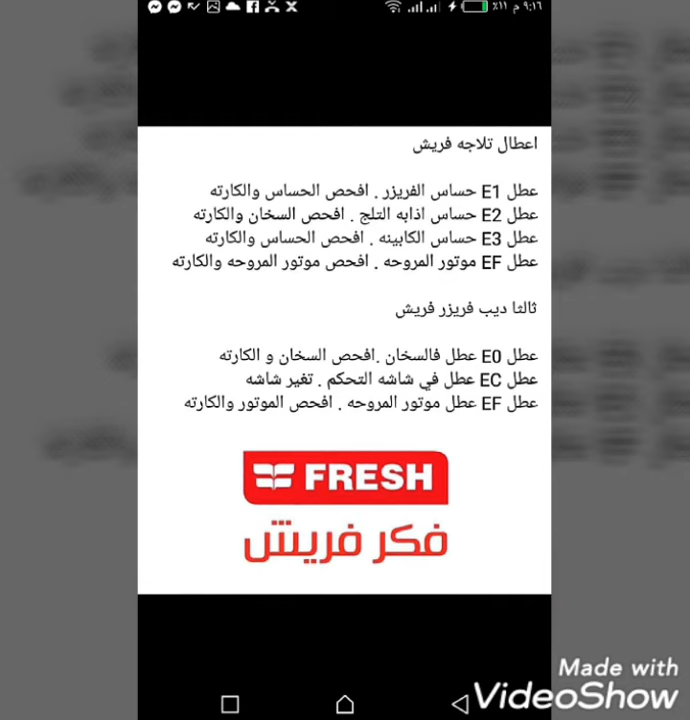 ٩:١٦ م ١١٪
اعطال تلاجه فريش
عطل E1 حساس الفريزر . افحص الحساس والكارته
عطل E2 حساس اذابه التلج . افحص السخان والكارته
عطل E3 حساس الكابينه . افحص الحساس والكارته
عطل EF موتور المروحه . افحص موتور المروحه والكارته
ثالثا ديب فريزر فريش
عطل E0 عطل فالسخان .افحص السخان و الكارته
عطل EC عطل في شاشه التحكم . تغير شاشه
عطل EF عطل موتور المروحه . افحص الموتور والكارته
FRESH
فكر فريش
Made with
VideoShow